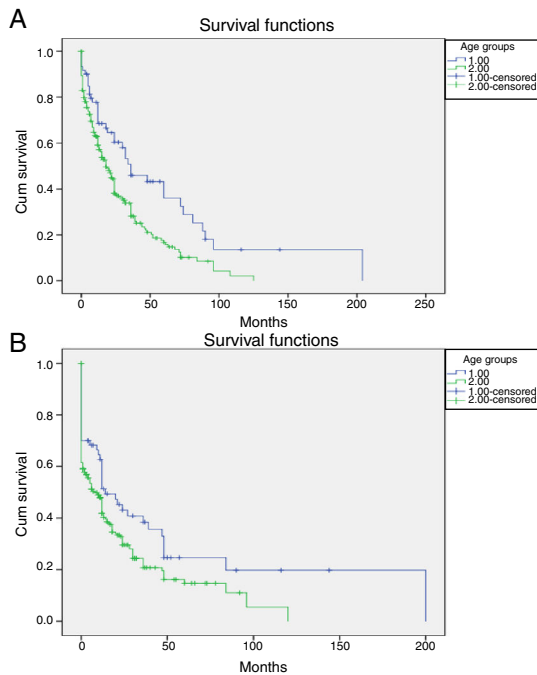 A
Survival functions
Age groups
1.00
2.00
1.00-censored
2.00-censored
Cum survival
1.0
0.8
0.6
0.4
0.2
0.0
0 50 100 150 200 250
Months
B
Survival functions
Age groups
1.00
2.00
1.00-censored
2.00-censored
Cum survival
1.0
0.8
0.6
0.4
0.2
0.0
0 50 100 150 200
Months